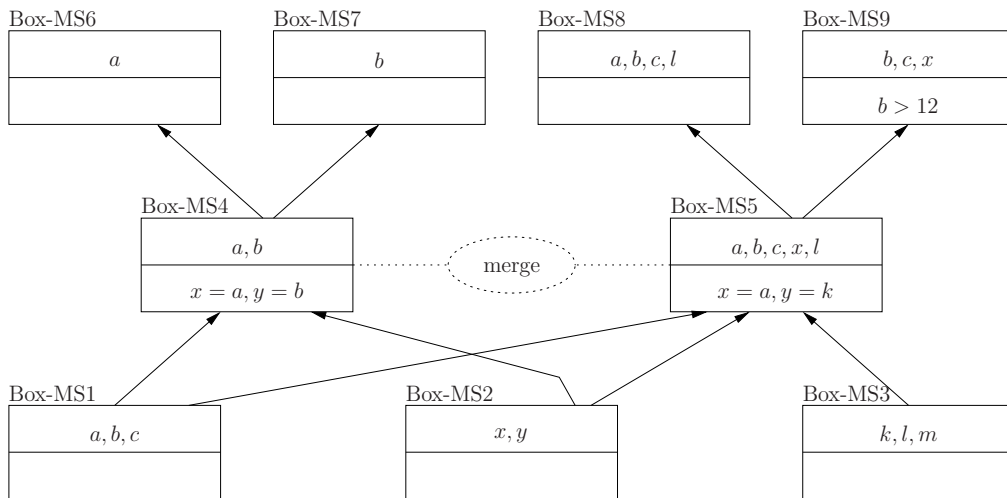 Box-MS6
Box-MS7
Box-MS8
Box-MS9
a
b
a, b, c, l
b, c, x
b > 12
Box-MS4
Box-MS5
a, b
merge
a, b, c, x, l
x = a, y = b
x = a, y = k
Box-MS1
Box-MS2
Box-MS3
a, b, c
x, y
k, l, m